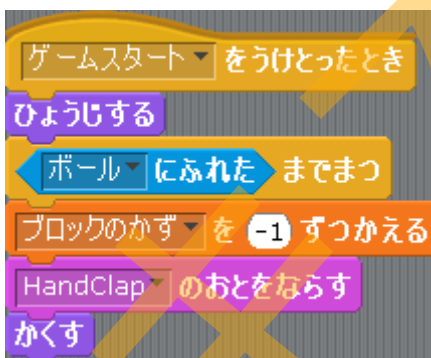 ゲームスタート をうけとったとき
ひょうじする
ボール にふれた までまつ
ブロックのかず を -1 ずつかえる
HandClap のおとをならす
かくす